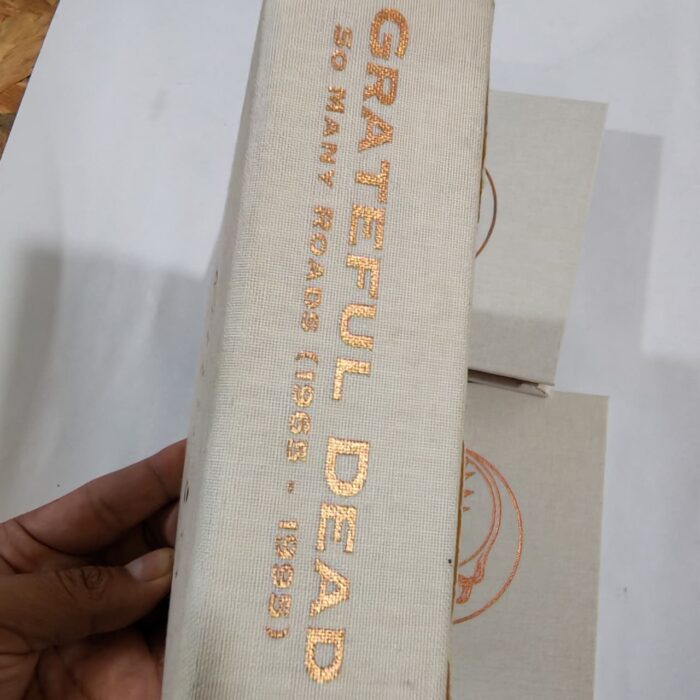 GRATEFUL DEAD
SO MANY ROADS (1965 - 1995)